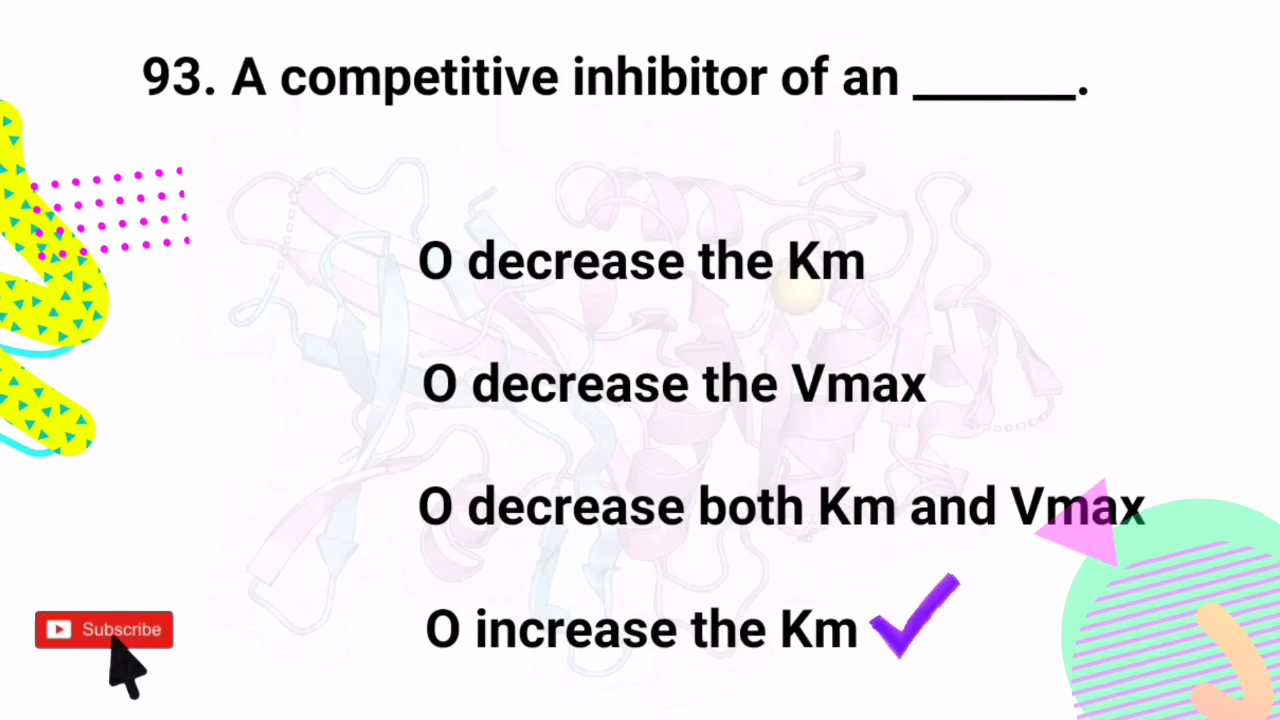 93. A competitive inhibitor of an ______.
O decrease the Km
O decrease the Vmax
O decrease both Km and Vmax
O increase the Km
Subscribe